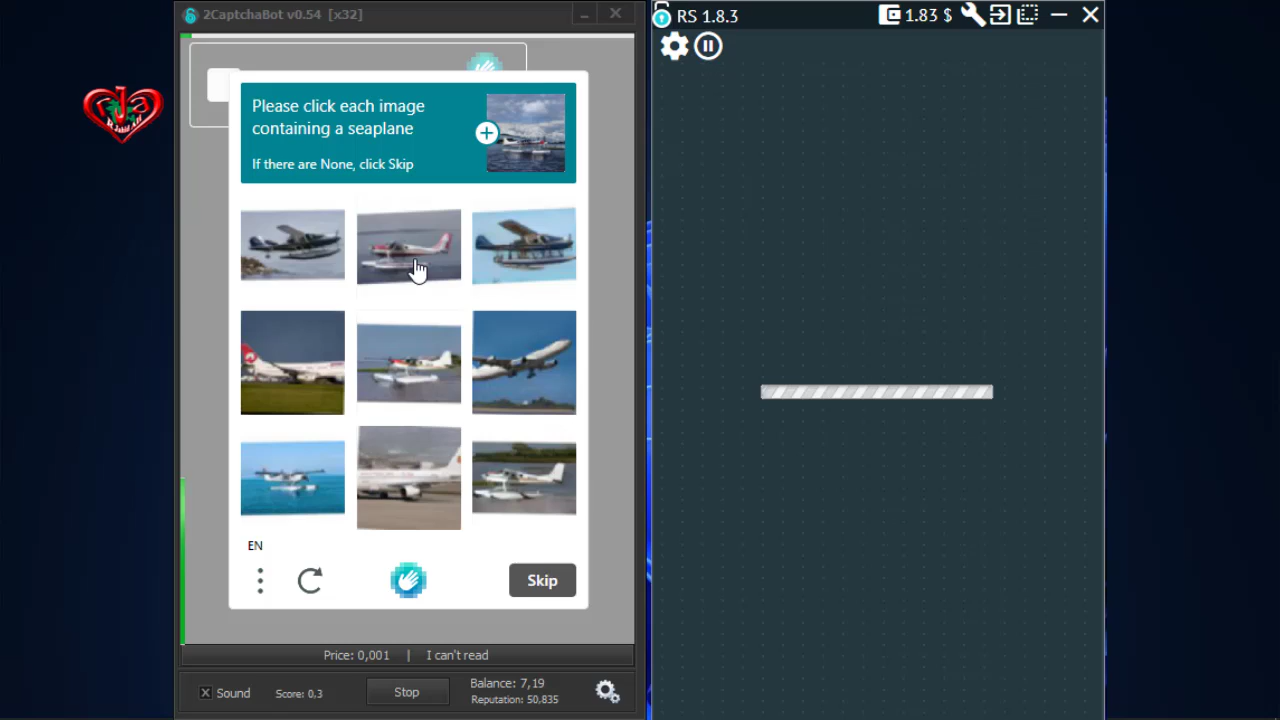 2CaptchaBot v0.54 [x32]
RS 1.8.3
1.83 $
Please click each image
containing a seaplane
If there are None, click Skip
EN
Skip
Price: 0,001 | I can't read
Sound
Score: 0,3
Stop
Balance: 7,19
Reputation: 50,835